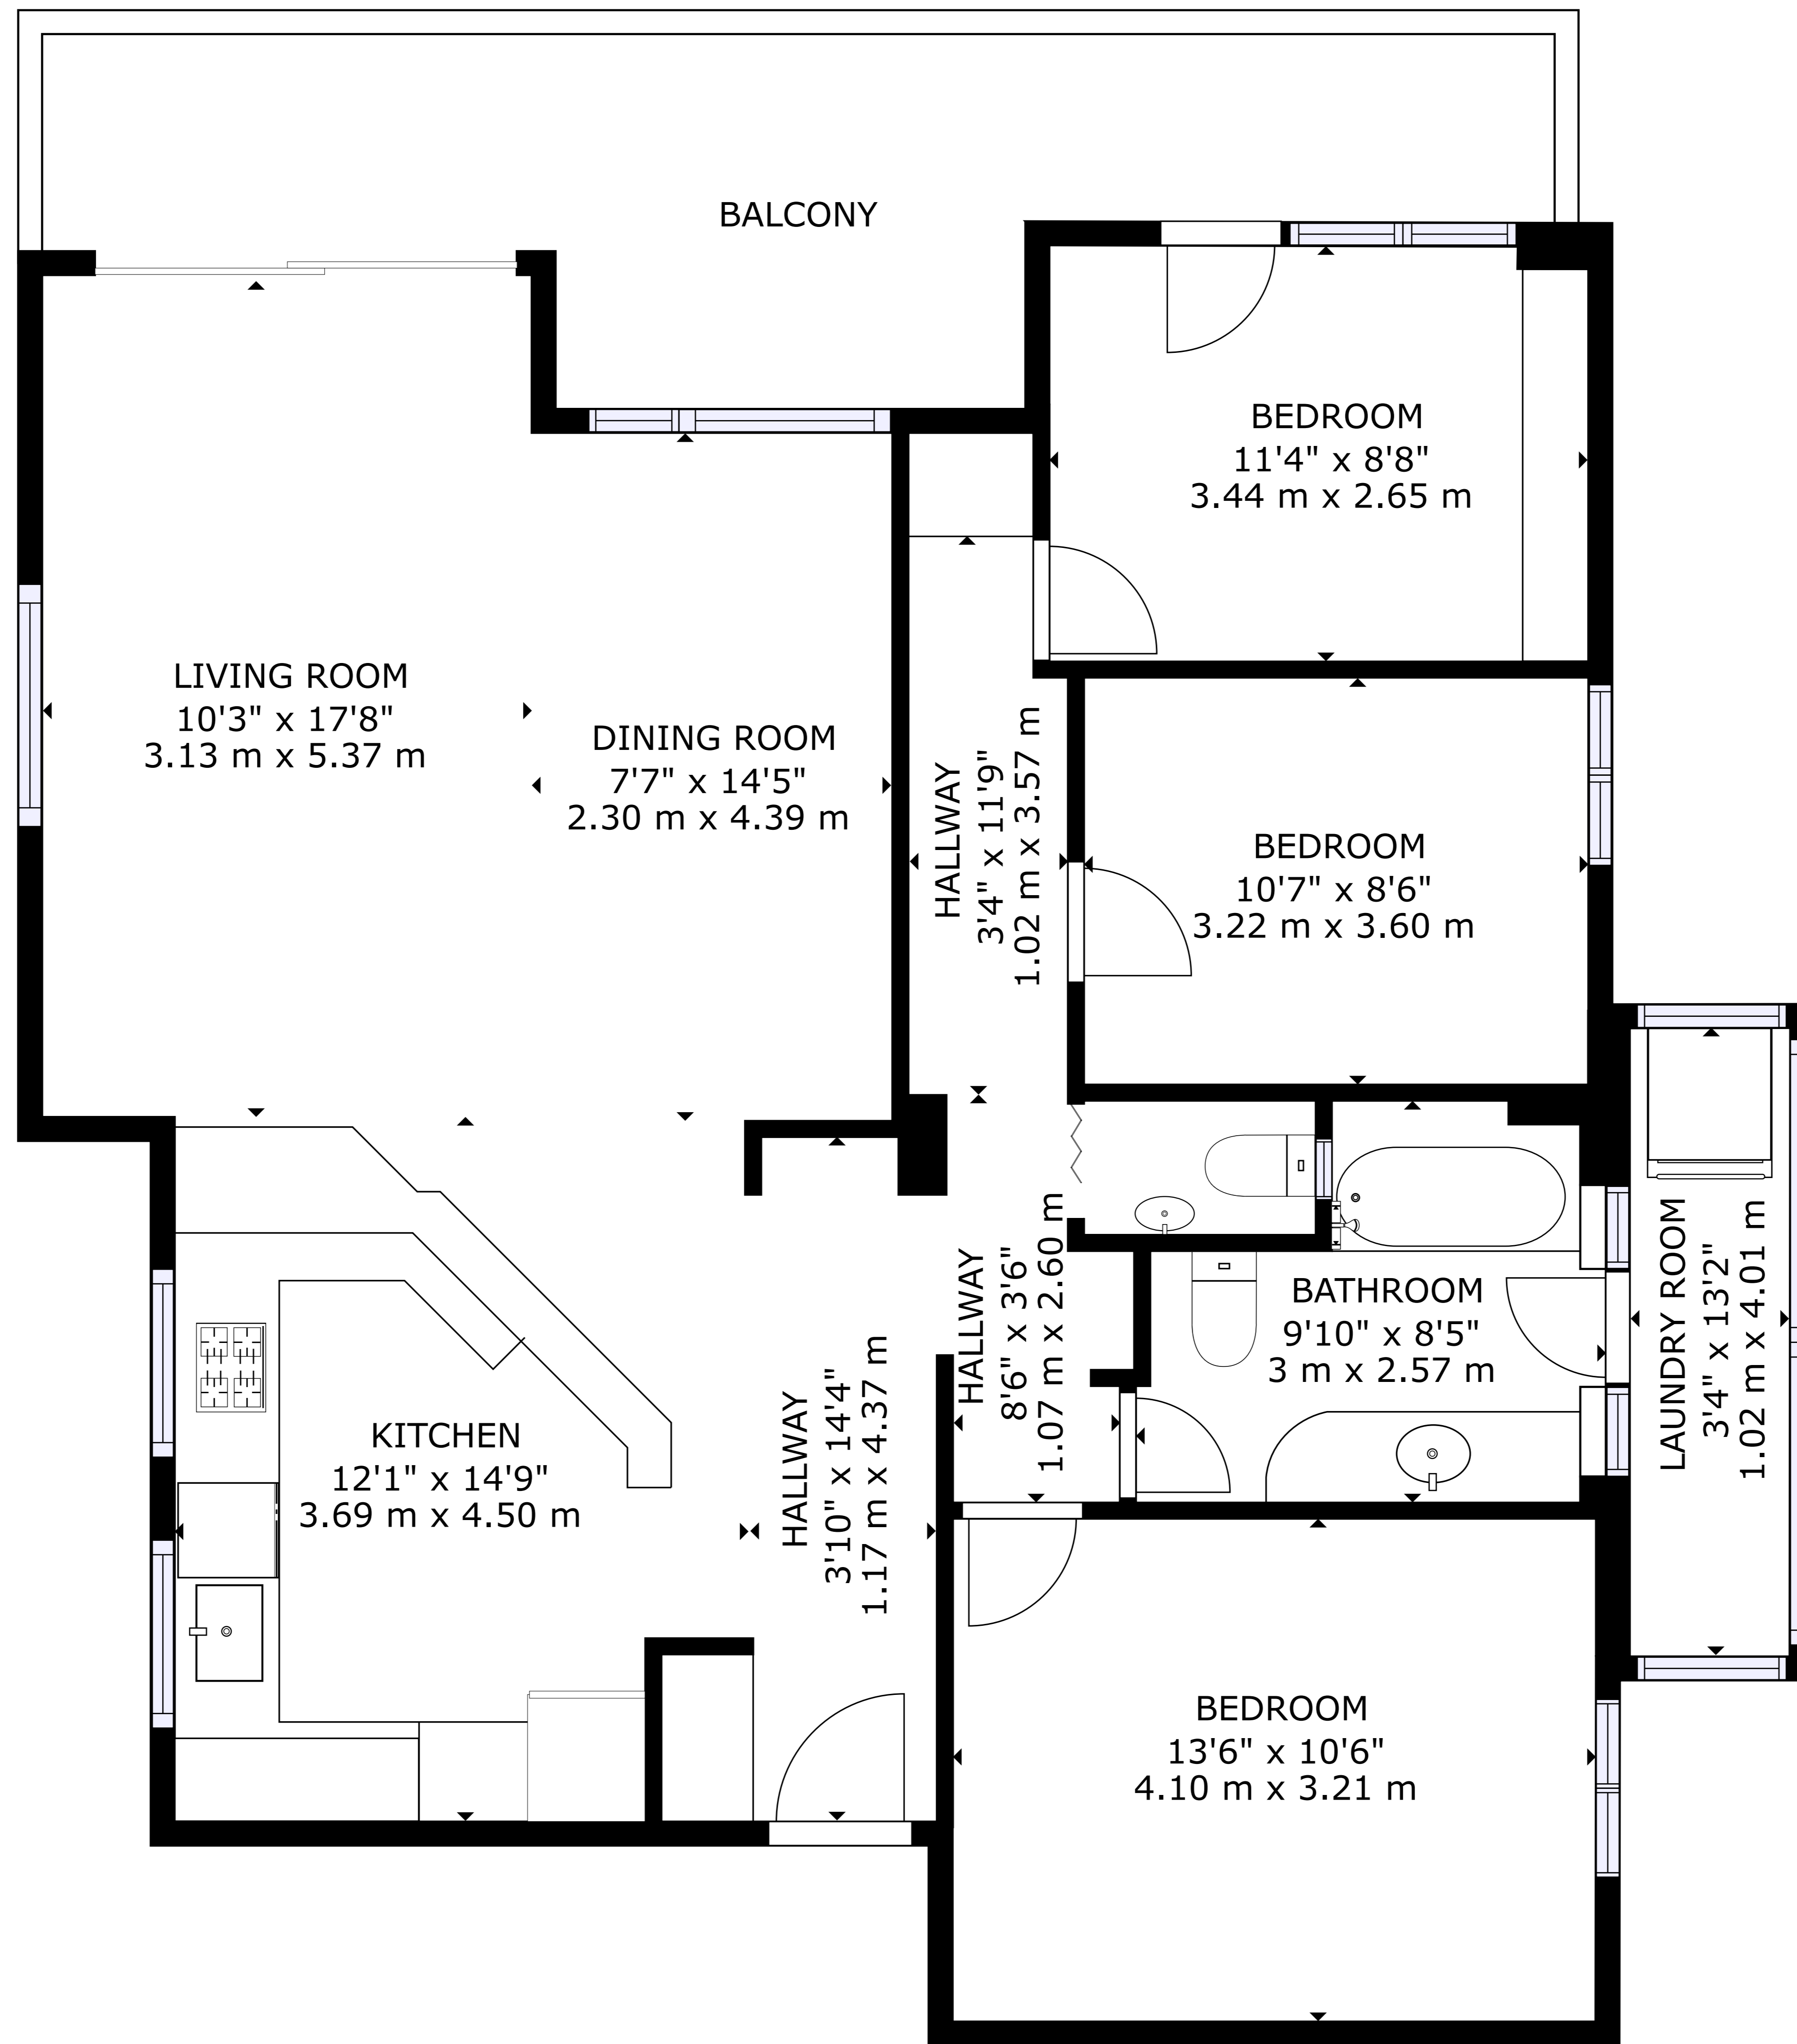 BALCONY
BEDROOM
11'4" x 8'8"
3.44 m x 2.65 m
LIVING ROOM
10'3" x 17'8"
3.13 m x 5.37 m
DINING ROOM
7'7" x 14'5"
2.30 m x 4.39 m
HALLWAY
3'4" x 11'9"
1.02 m x 3.57 m
BEDROOM
10'7" x 8'6"
3.22 m x 3.60 m
HALLWAY
8'6" x 3'6"
1.07 m x 2.60 m
BATHROOM
9'10" x 8'5"
3 m x 2.57 m
LAUNDRY ROOM
3'4" x 13'2"
1.02 m x 4.01 m
KITCHEN
12'1" x 14'9"
3.69 m x 4.50 m
HALLWAY
3'10" x 14'4"
1.17 m x 4.37 m
BEDROOM
13'6" x 10'6"
4.10 m x 3.21 m